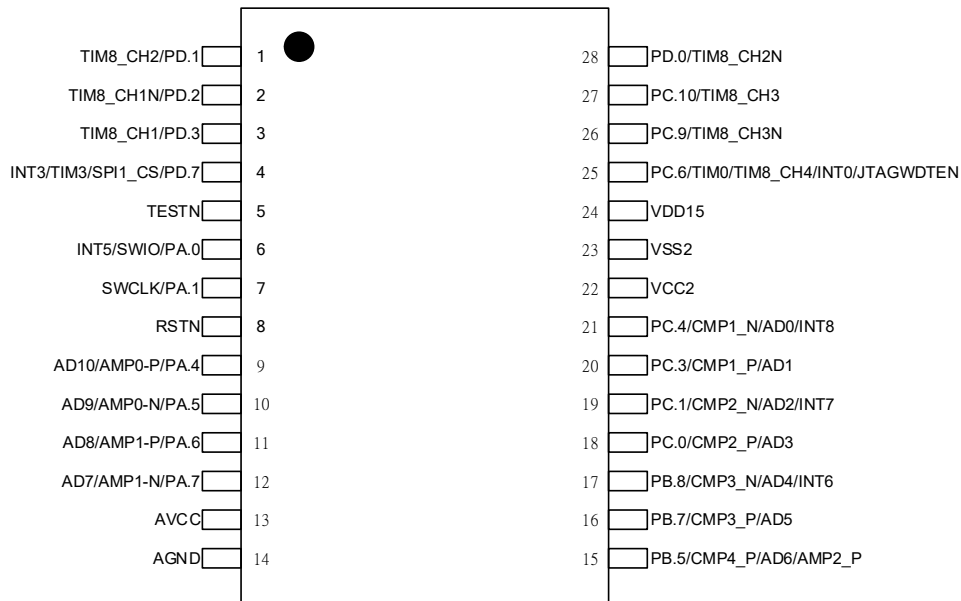 TIM8_CH2/PD.1 1 28 PD.0/TIM8_CH2N
TIM8_CH1N/PD.2 2 27 PC.10/TIM8_CH3
TIM8_CH1/PD.3 3 26 PC.9/TIM8_CH3N
INT3/TIM3/SPI1_CS/PD.7 4 25 PC.6/TIM0/TIM8_CH4/INT0/JTAGWDTEN
TESTN 5 24 VDD15
INT5/SWIO/PA.0 6 23 VSS2
SWCLK/PA.1 7 22 VCC2
RSTN 8 21 PC.4/CMP1_N/AD0/INT8
AD10/AMP0-P/PA.4 9 20 PC.3/CMP1_P/AD1
AD9/AMP0-N/PA.5 10 19 PC.1/CMP2_N/AD2/INT7
AD8/AMP1-P/PA.6 11 18 PC.0/CMP2_P/AD3
AD7/AMP1-N/PA.7 12 17 PB.8/CMP3_N/AD4/INT6
AVCC 13 16 PB.7/CMP3_P/AD5
AGND 14 15 PB.5/CMP4_P/AD6/AMP2_P